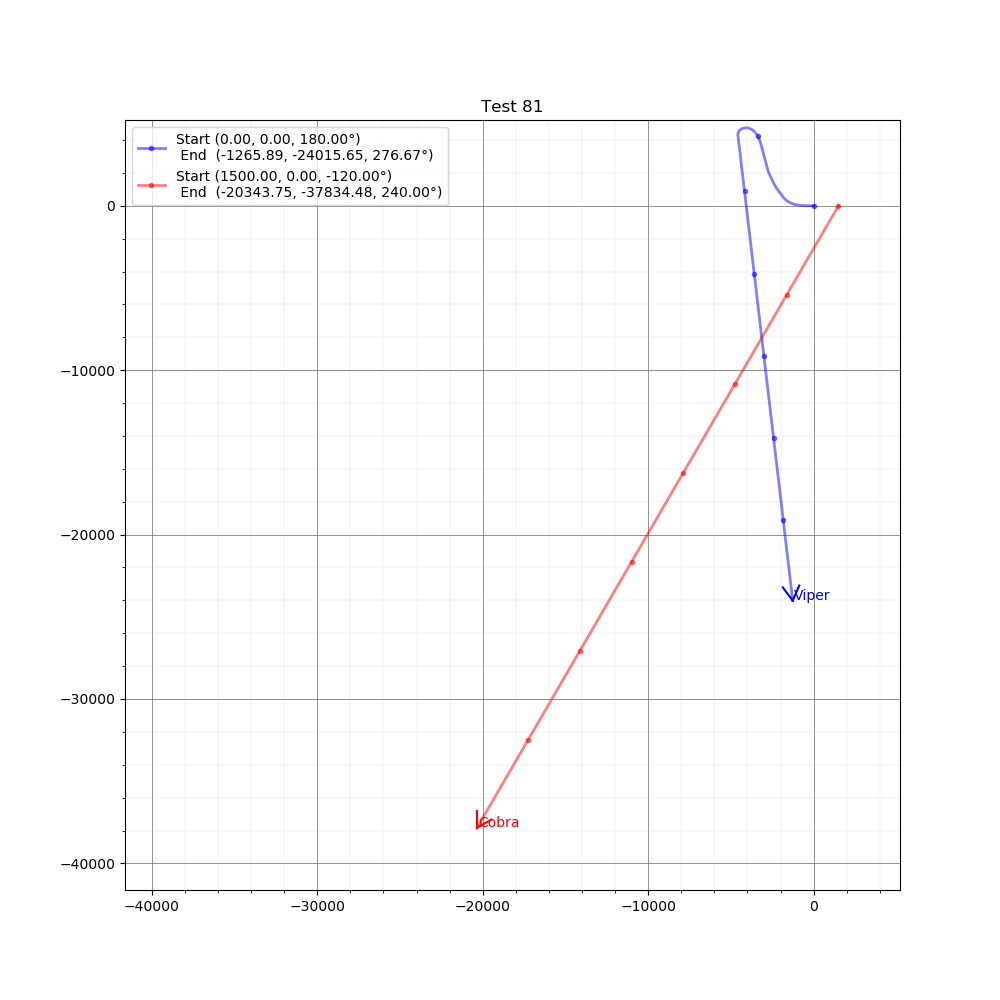 Test 81
Start (0.00, 0.00, 180.00°)
End  (-1265.89, -24015.65, 276.67°)
Start (1500.00, 0.00, -120.00°)
End  (-20343.75, -37834.48, 240.00°)
0
−10000
−20000
−30000
−40000
Viper
Cobra
−40000
−30000
−20000
−10000
0